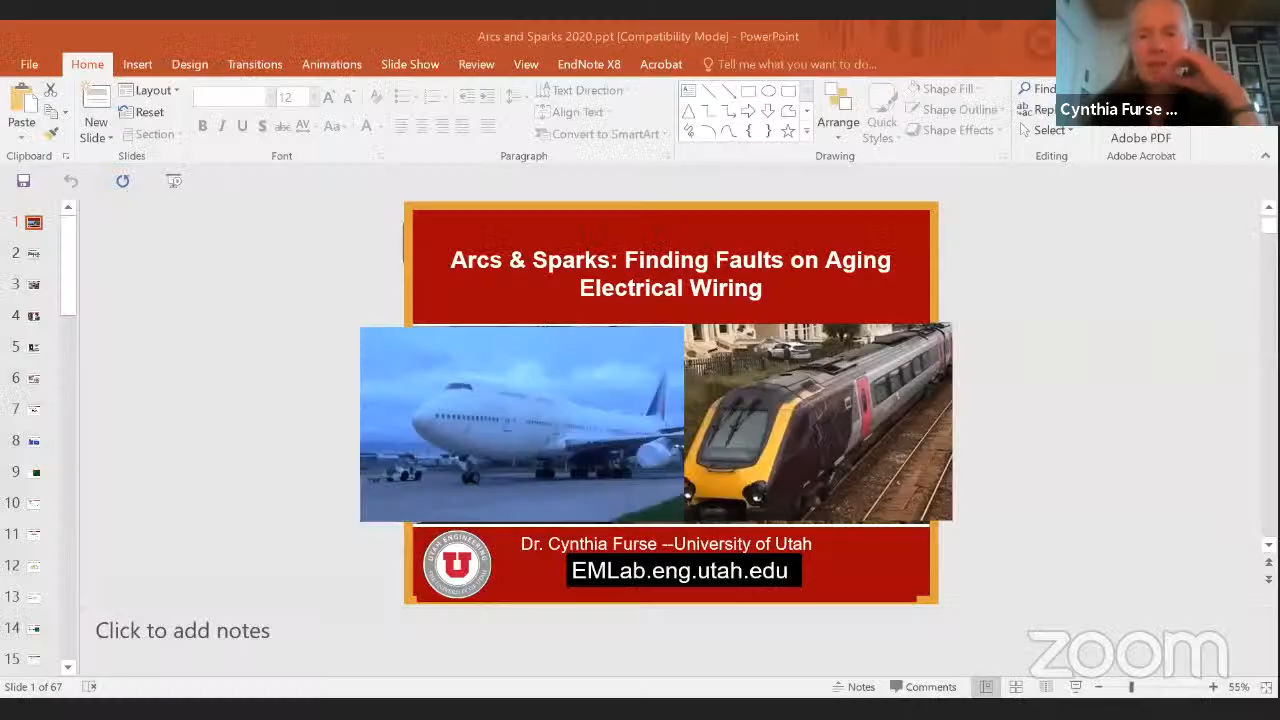 Arcs and Sparks 2020.ppt [Compatibility Mode] - PowerPoint
File Home Insert Design Transitions Animations Slide Show Review View EndNote X8 Acrobat Tell me what you want to do...
Cynthia Furse ...
Paste
Clipboard
New
Slide
Layout
Reset
Section
Slides
12
B I U S abc AV Aa A
Font
Text Direction
Align Text
Convert to SmartArt
Paragraph
Arrange
Quick
Styles
Shape Fill
Shape Outline
Shape Effects
Drawing
Find
Select
Editing
Adobe PDF
Adobe Acrobat
1
2
3
4
5
6
7
8
9
10
11
12
13
14
15
Arcs & Sparks: Finding Faults on Aging
Electrical Wiring
UTAH ENGINEERING
U
Dr. Cynthia Furse --University of Utah
EMLab.eng.utah.edu
Click to add notes
zoom
Slide 1 of 67
Notes
Comments
55%